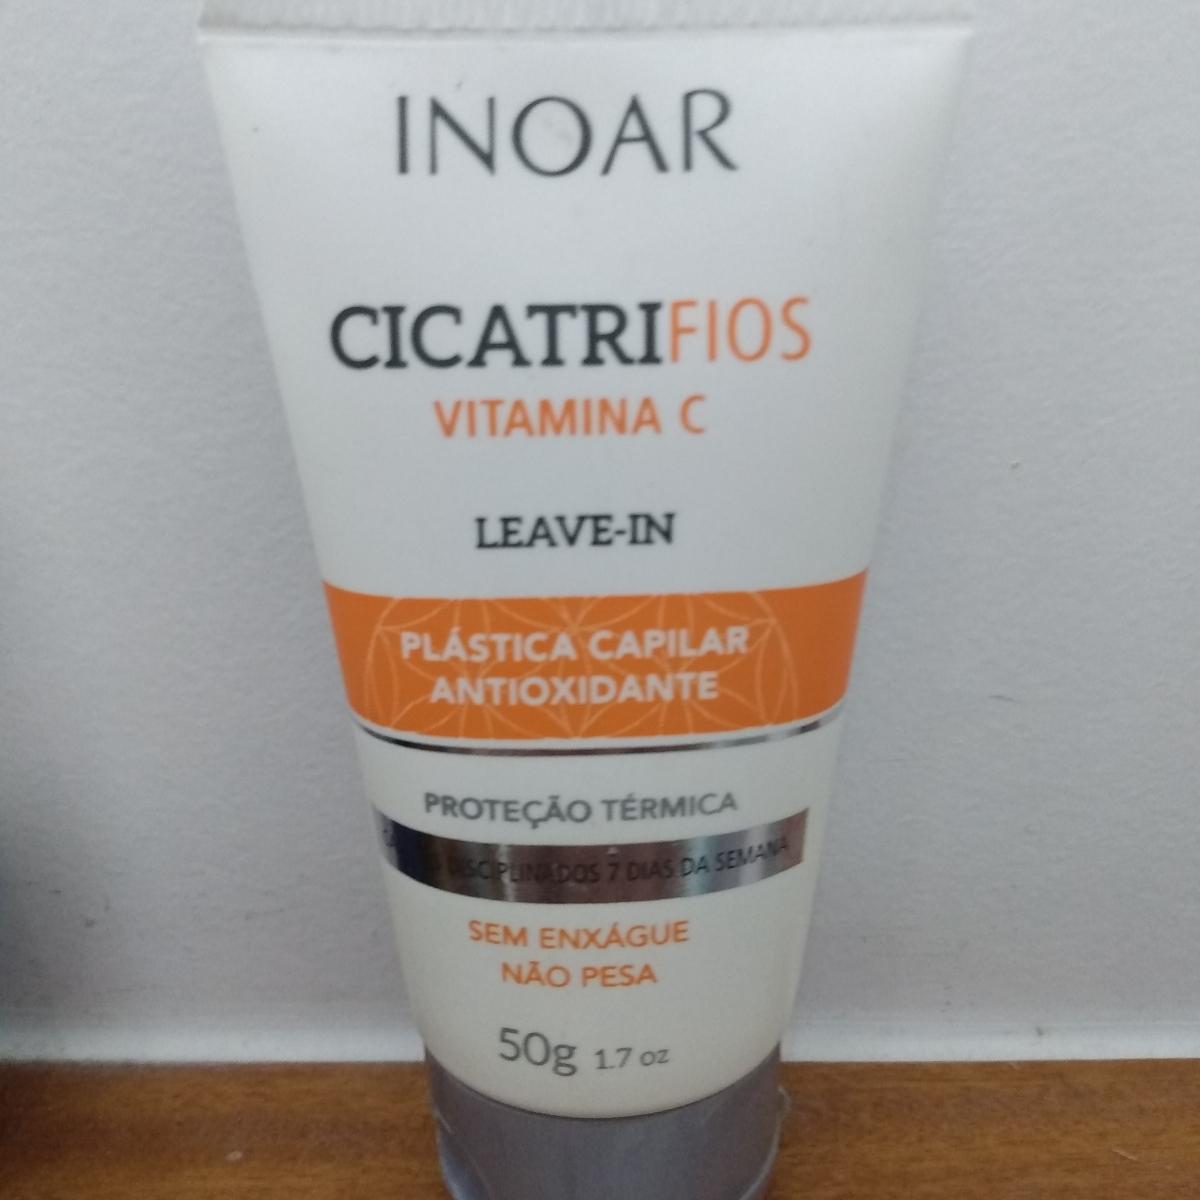 INOAR
CICATRIFIOS
VITAMINA C
LEAVE-IN
PLÁSTICA CAPILAR
ANTIOXIDANTE
PROTEÇÃO TÉRMICA
DISCIPLINADOS 7 DIAS DA SEMANA
SEM ENXÁGUE
NÃO PESA
50g 1.7 oz